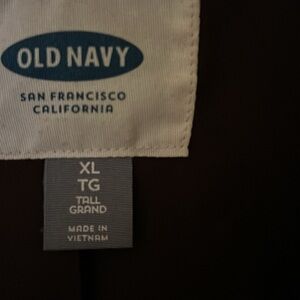 OLD NAVY
SAN FRANCISCO
CALIFORNIA
XL
TG
TALL
GRAND
MADE IN
VIETNAM